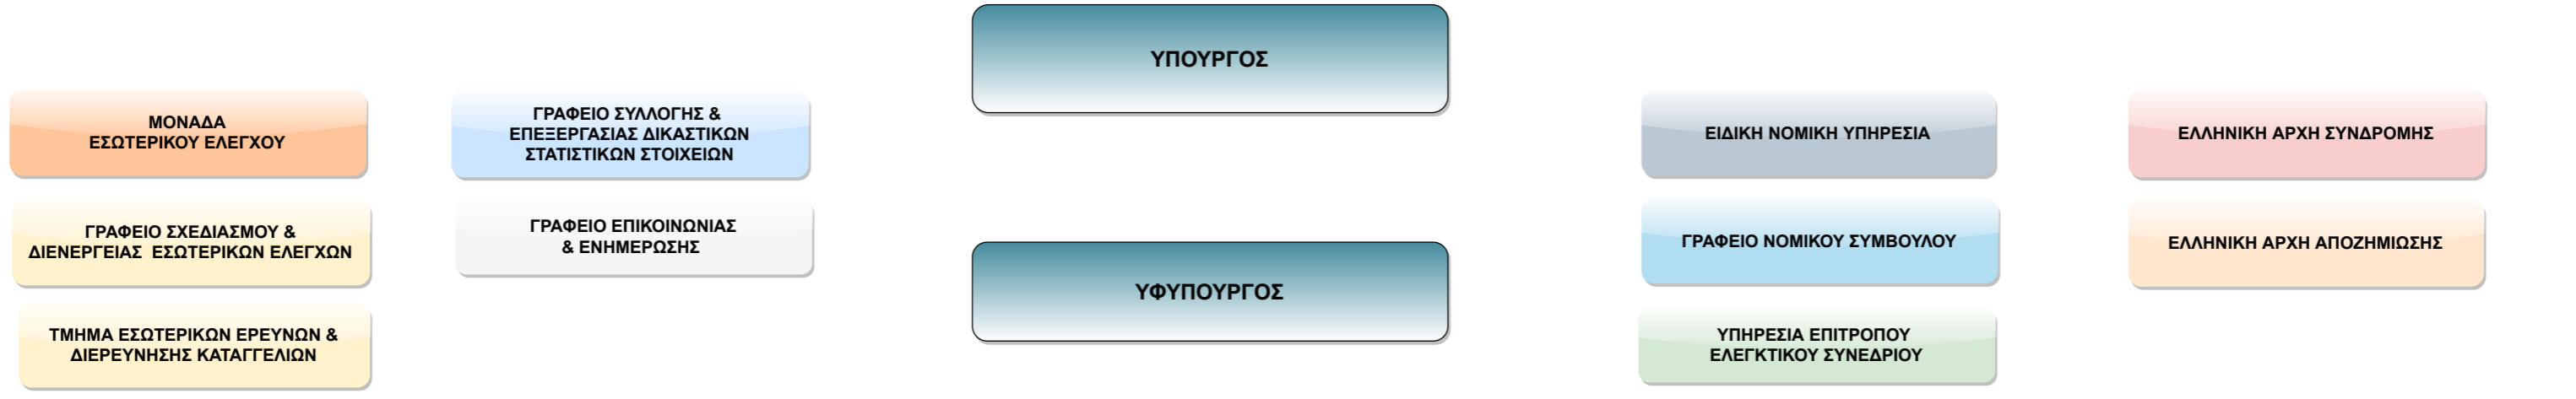 ΥΠΟΥΡΓΟΣ
ΜΟΝΑΔΑ
ΕΣΩΤΕΡΙΚΟΥ ΕΛΕΓΧΟΥ
ΓΡΑΦΕΙΟ ΣΥΛΛΟΓΗΣ &
ΕΠΕΞΕΡΓΑΣΙΑΣ ΔΙΚΑΣΤΙΚΩΝ
ΣΤΑΤΙΣΤΙΚΩΝ ΣΤΟΙΧΕΙΩΝ
ΕΙΔΙΚΗ ΝΟΜΙΚΗ ΥΠΗΡΕΣΙΑ
ΕΛΛΗΝΙΚΗ ΑΡΧΗ ΣΥΝΔΡΟΜΗΣ
ΓΡΑΦΕΙΟ ΣΧΕΔΙΑΣΜΟΥ &
ΔΙΕΝΕΡΓΕΙΑΣ ΕΣΩΤΕΡΙΚΩΝ ΕΛΕΓΧΩΝ
ΓΡΑΦΕΙΟ ΕΠΙΚΟΙΝΩΝΙΑΣ
& ΕΝΗΜΕΡΩΣΗΣ
ΓΡΑΦΕΙΟ ΝΟΜΙΚΟΥ ΣΥΜΒΟΥΛΟΥ
ΕΛΛΗΝΙΚΗ ΑΡΧΗ ΑΠΟΖΗΜΙΩΣΗΣ
ΥΦΥΠΟΥΡΓΟΣ
ΤΜΗΜΑ ΕΣΩΤΕΡΙΚΩΝ ΕΡΕΥΝΩΝ &
ΔΙΕΡΕΥΝΗΣΗΣ ΚΑΤΑΓΓΕΛΙΩΝ
ΥΠΗΡΕΣΙΑ ΕΠΙΤΡΟΠΟΥ
ΕΛΕΓΚΤΙΚΟΥ ΣΥΝΕΔΡΙΟΥ